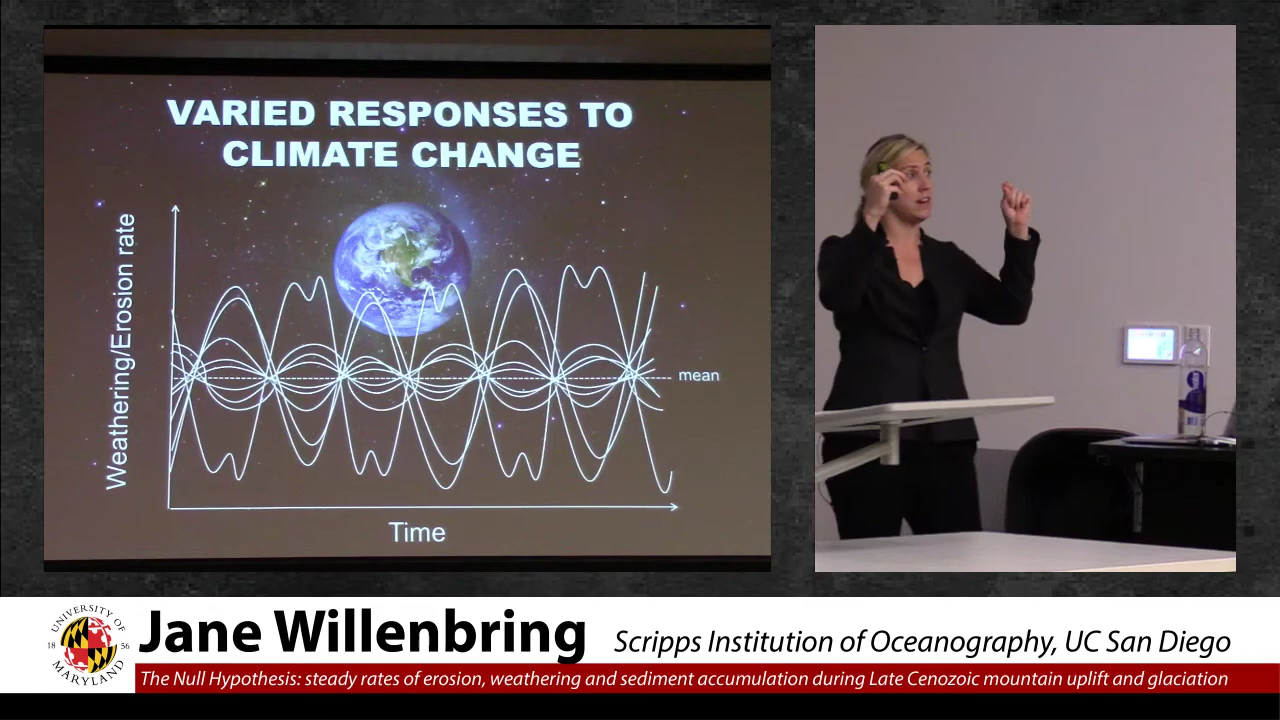 VARIED RESPONSES TO
CLIMATE CHANGE
Weathering/Erosion rate
mean
Time
UNIVERSITY OF
18 56
MARYLAND
Jane Willenbring
Scripps Institution of Oceanography, UC San Diego
The Null Hypothesis: steady rates of erosion, weathering and sediment accumulation during Late Cenozoic mountain uplift and glaciation